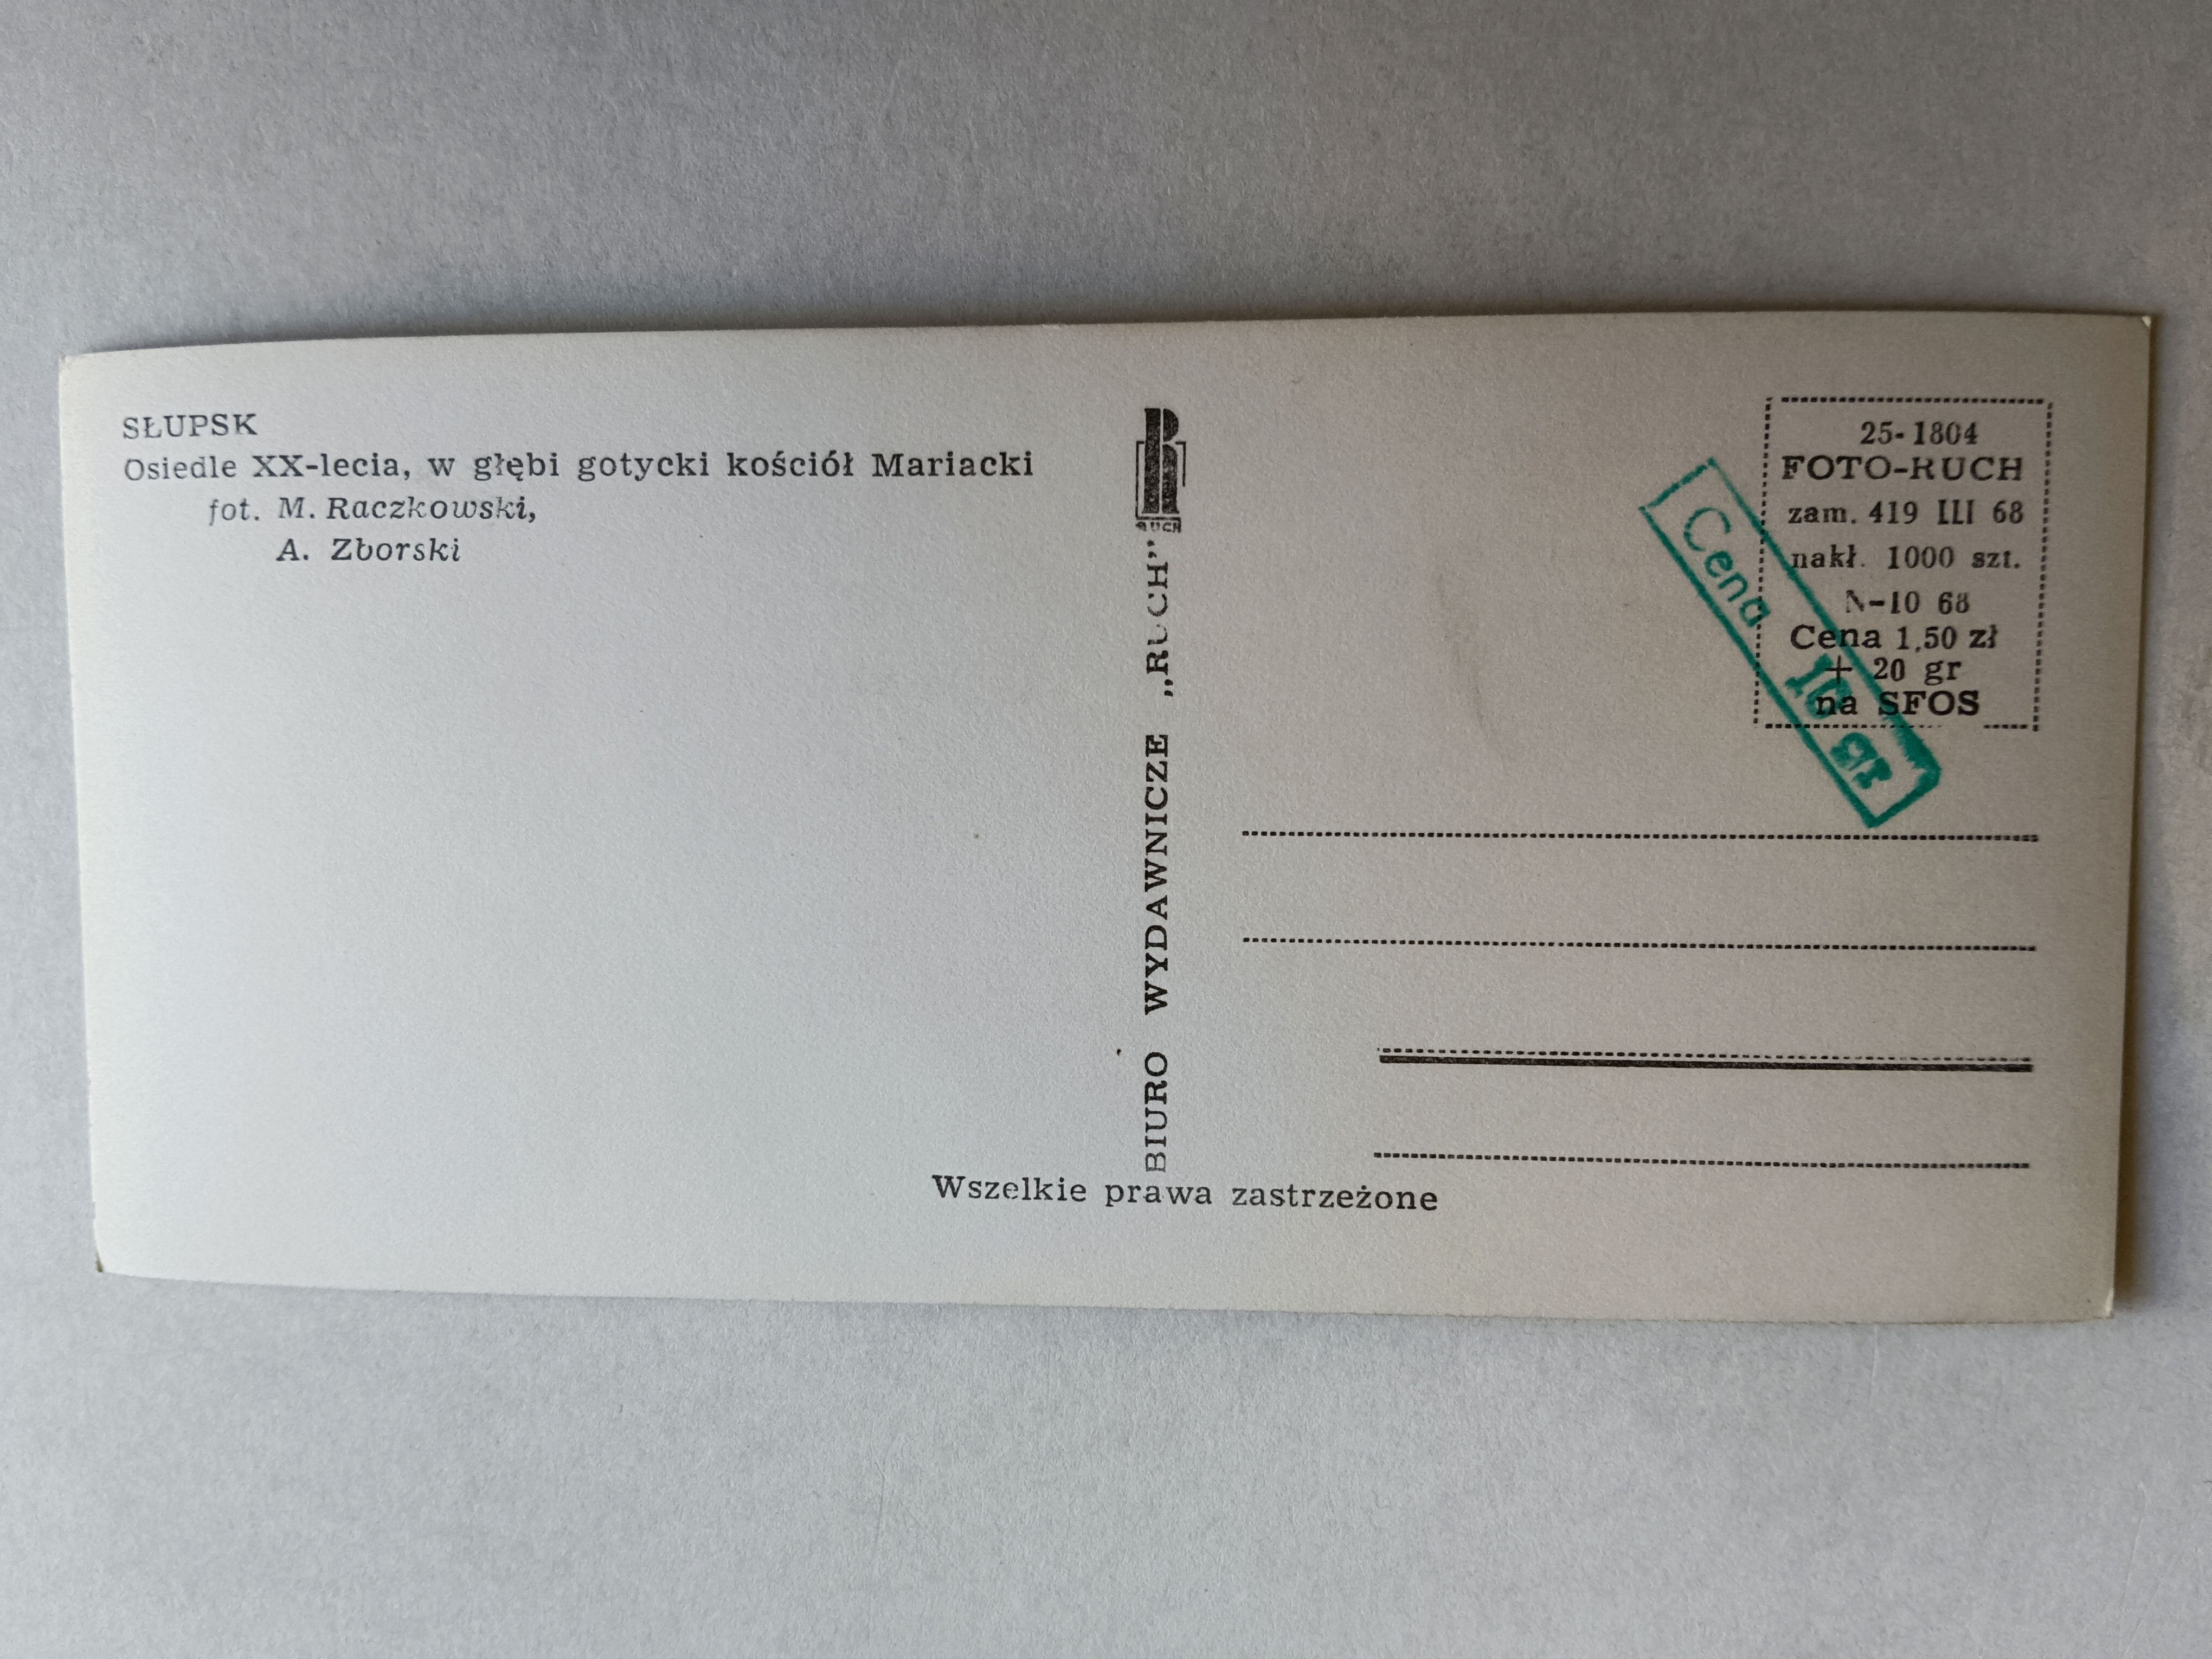 SŁUPSK
Osiedle XX-lecia, w głębi gotycki kościół Mariacki
fot. M. Raczkowski,
A. Zborski
RUCH
BIURO WYDAWNICZE „RUCH”
25-1804
FOTO-RUCH
zam. 419 III 68
nakł. 1000 szt.
N-10 68
Cena 1,50 zł
+ 20 gr
na SFOS
Cena
Wszelkie prawa zastrzeżone